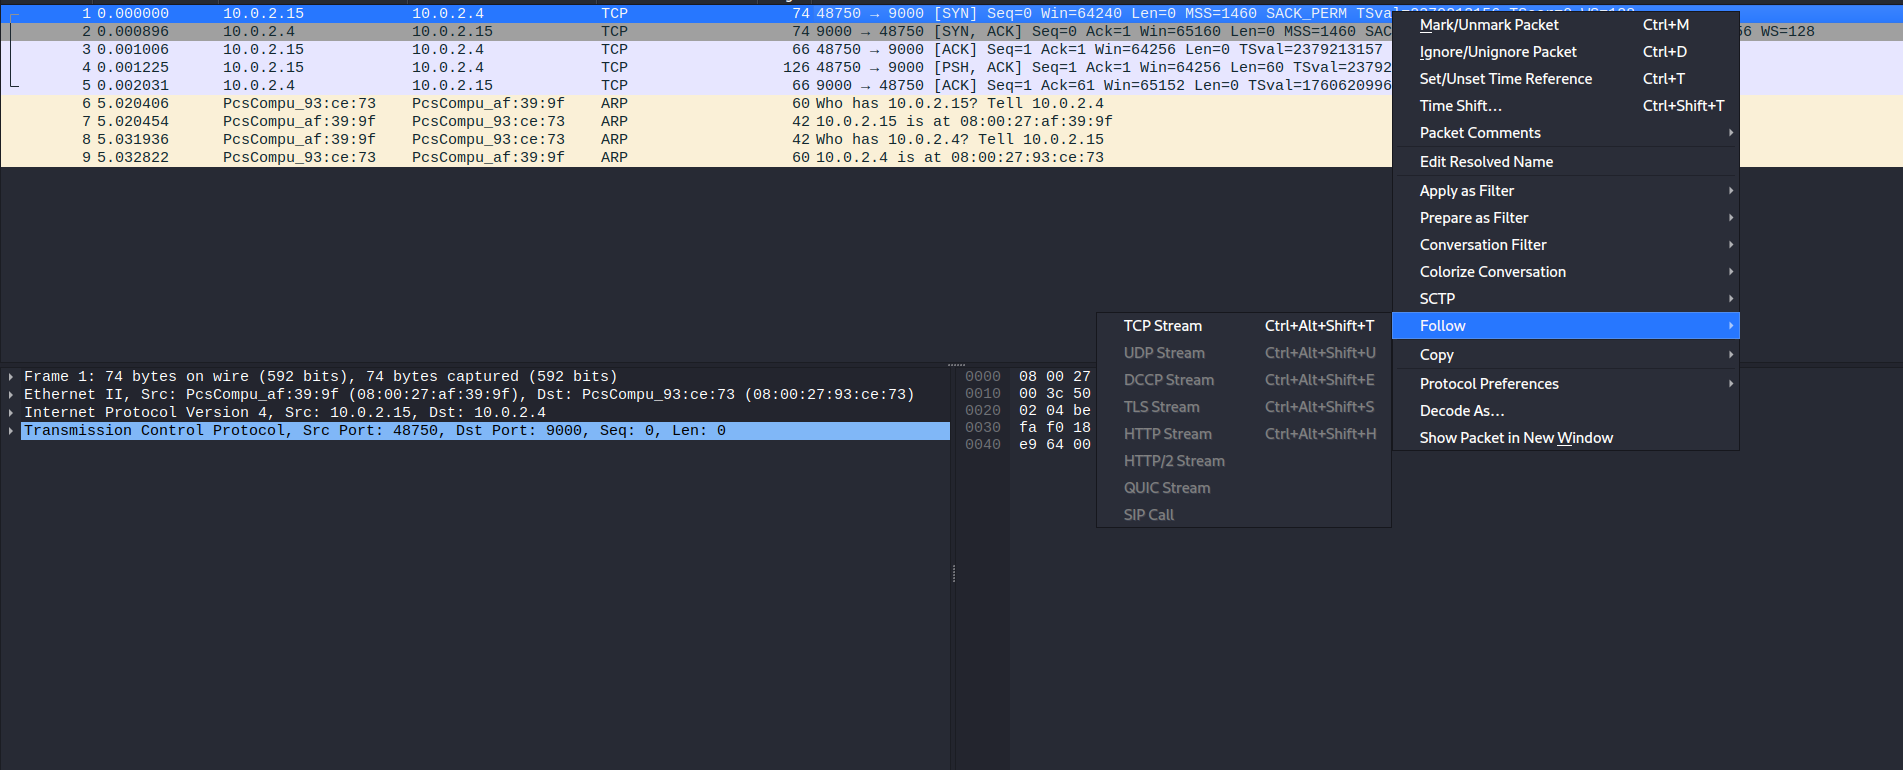 1 0.000000 10.0.2.15 10.0.2.4 TCP 74 48750 → 9000 [SYN] Seq=0 Win=64240 Len=0 MSS=1460 SACK_PERM
2 0.000896 10.0.2.4 10.0.2.15 TCP 74 9000 → 48750 [SYN, ACK] Seq=0 Ack=1 Win=65160 Len=0 MSS=1460 SAC 56 WS=128
3 0.001006 10.0.2.15 10.0.2.4 TCP 66 48750 → 9000 [ACK] Seq=1 Ack=1 Win=64256 Len=0 TSval=2379213157
4 0.001225 10.0.2.15 10.0.2.4 TCP 126 48750 → 9000 [PSH, ACK] Seq=1 Ack=1 Win=64256 Len=60 TSval=23792
5 0.002031 10.0.2.4 10.0.2.15 TCP 66 9000 → 48750 [ACK] Seq=1 Ack=61 Win=65152 Len=0 TSval=1760620996
6 5.020406 PcsCompu_93:ce:73 PcsCompu_af:39:9f ARP 60 Who has 10.0.2.15? Tell 10.0.2.4
7 5.020454 PcsCompu_af:39:9f PcsCompu_93:ce:73 ARP 42 10.0.2.15 is at 08:00:27:af:39:9f
8 5.031936 PcsCompu_af:39:9f PcsCompu_93:ce:73 ARP 42 Who has 10.0.2.4? Tell 10.0.2.15
9 5.032822 PcsCompu_93:ce:73 PcsCompu_af:39:9f ARP 60 10.0.2.4 is at 08:00:27:93:ce:73
Mark/Unmark Packet Ctrl+M
Ignore/Unignore Packet Ctrl+D
Set/Unset Time Reference Ctrl+T
Time Shift… Ctrl+Shift+T
Packet Comments
Edit Resolved Name
Apply as Filter
Prepare as Filter
Conversation Filter
Colorize Conversation
SCTP
Follow
Copy
Protocol Preferences
Decode As…
Show Packet in New Window
TCP Stream Ctrl+Alt+Shift+T
UDP Stream Ctrl+Alt+Shift+U
DCCP Stream Ctrl+Alt+Shift+E
TLS Stream Ctrl+Alt+Shift+S
HTTP Stream Ctrl+Alt+Shift+H
HTTP/2 Stream
QUIC Stream
SIP Call
Frame 1: 74 bytes on wire (592 bits), 74 bytes captured (592 bits)
Ethernet II, Src: PcsCompu_af:39:9f (08:00:27:af:39:9f), Dst: PcsCompu_93:ce:73 (08:00:27:93:ce:73)
Internet Protocol Version 4, Src: 10.0.2.15, Dst: 10.0.2.4
Transmission Control Protocol, Src Port: 48750, Dst Port: 9000, Seq: 0, Len: 0
0000 08 00 27
0010 00 3c 50
0020 02 04 be
0030 fa f0 18
0040 e9 64 00